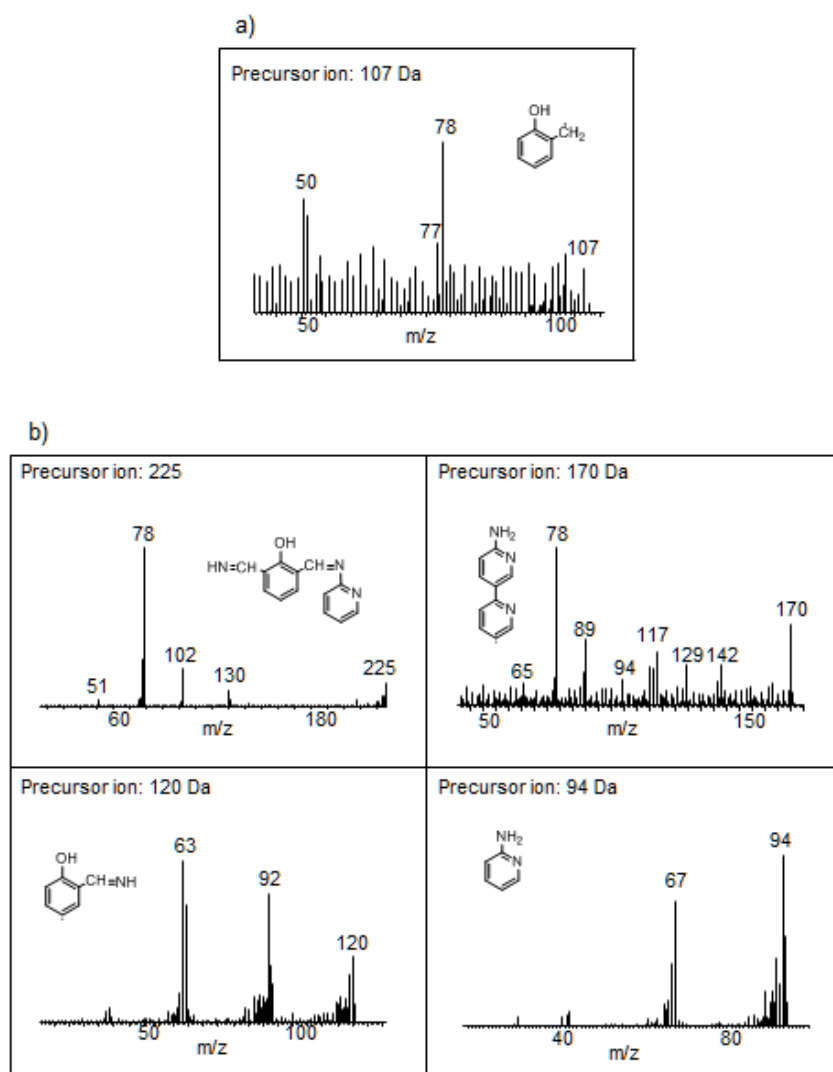 a)
Precursor ion: 107 Da
OH
CH2
78
50
77
107
50
100
m/z
b)
Precursor ion: 225
78
OH
HN=CH
CH=N
N
102
130
225
51
60
180
m/z
Precursor ion: 170 Da
NH2
N
N
78
170
89
117
129
142
94
65
50
150
m/z
Precursor ion: 120 Da
OH
CH=NH
63
92
120
50
100
m/z
Precursor ion: 94 Da
NH2
N
94
67
40
80
m/z